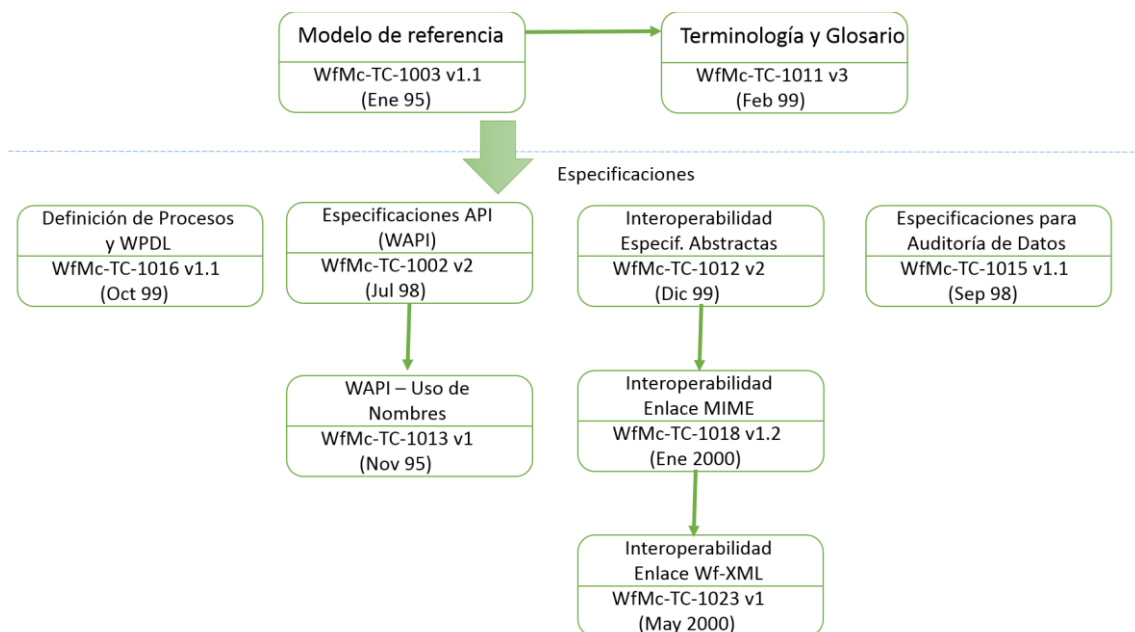 Modelo de referencia
WfMc-TC-1003 v1.1
(Ene 95)
Terminología y Glosario
WfMc-TC-1011 v3
(Feb 99)
Especificaciones
Definición de Procesos
y WPDL
WfMc-TC-1016 v1.1
(Oct 99)
Especificaciones API
(WAPI)
WfMc-TC-1002 v2
(Jul 98)
Interoperabilidad
Especif. Abstractas
WfMc-TC-1012 v2
(Dic 99)
Especificaciones para
Auditoría de Datos
WfMc-TC-1015 v1.1
(Sep 98)
WAPI – Uso de
Nombres
WfMc-TC-1013 v1
(Nov 95)
Interoperabilidad
Enlace MIME
WfMc-TC-1018 v1.2
(Ene 2000)
Interoperabilidad
Enlace Wf-XML
WfMc-TC-1023 v1
(May 2000)